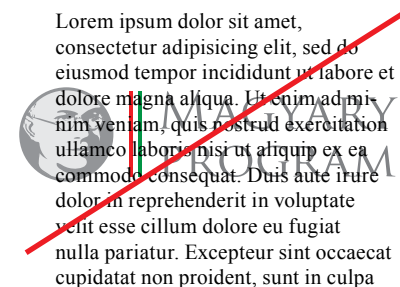 Lorem ipsum dolor sit amet,
consectetur adipisicing elit, sed do
eiusmod tempor incididunt ut labore et
dolore magna aliqua. Ut enim ad mi-
nim veniam, quis nostrud exercitation
ullamco laboris nisi ut aliquip ex ea
commodo consequat. Duis aute irure
dolor in reprehenderit in voluptate
velit esse cillum dolore eu fugiat
nulla pariatur. Excepteur sint occaecat
cupidatat non proident, sunt in culpa
MAGYARY
PROGRAM